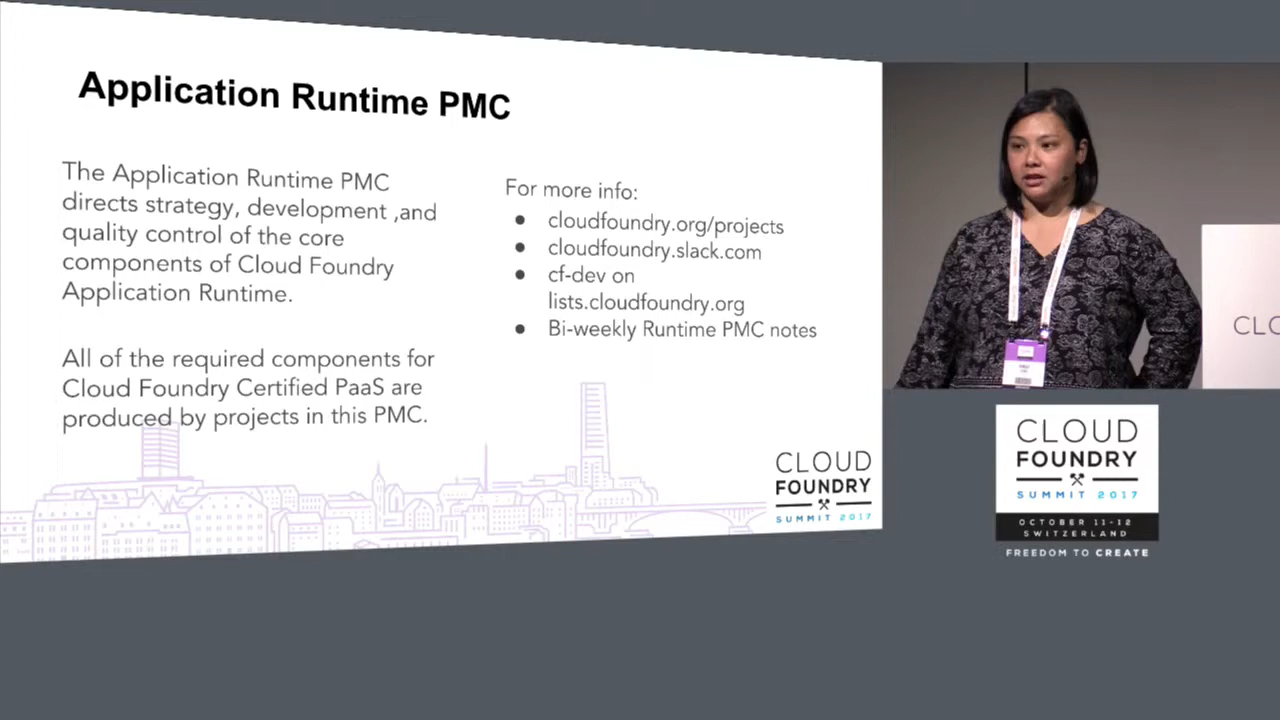 Application Runtime PMC
The Application Runtime PMC
directs strategy, development ,and
quality control of the core
components of Cloud Foundry
Application Runtime.
All of the required components for
Cloud Foundry Certified PaaS are
produced by projects in this PMC.
For more info:
● cloudfoundry.org/projects
● cloudfoundry.slack.com
● cf-dev on
lists.cloudfoundry.org
● Bi-weekly Runtime PMC notes
CLOUD
FOUNDRY
SUMMIT 2017
CLO
CLOUD
FOUNDRY
SUMMIT 2017
OCTOBER 11-12
SWITZERLAND
FREEDOM TO CREATE